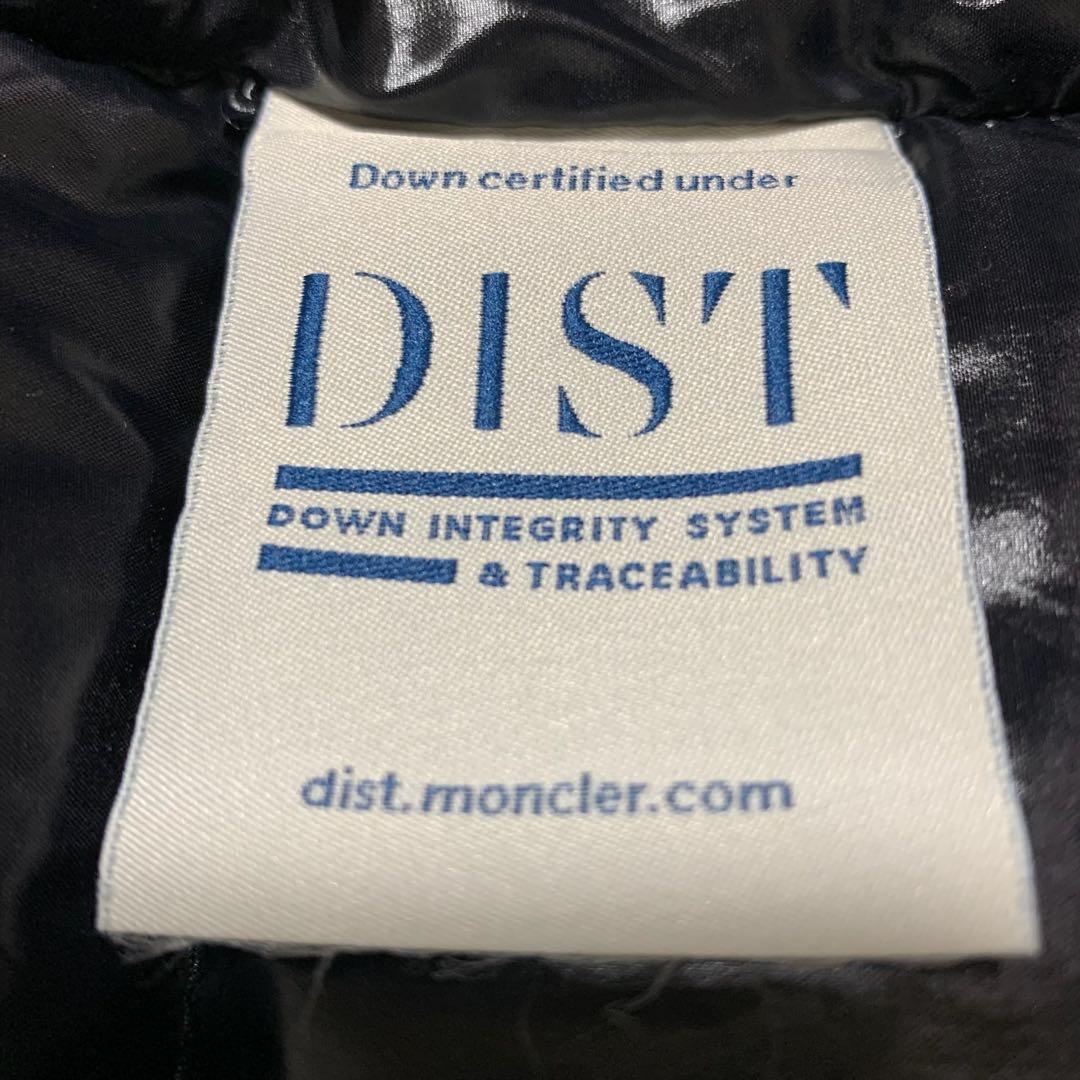 Down certified under
DIST
DOWN INTEGRITY SYSTEM
& TRACEABILITY
dist.moncler.com